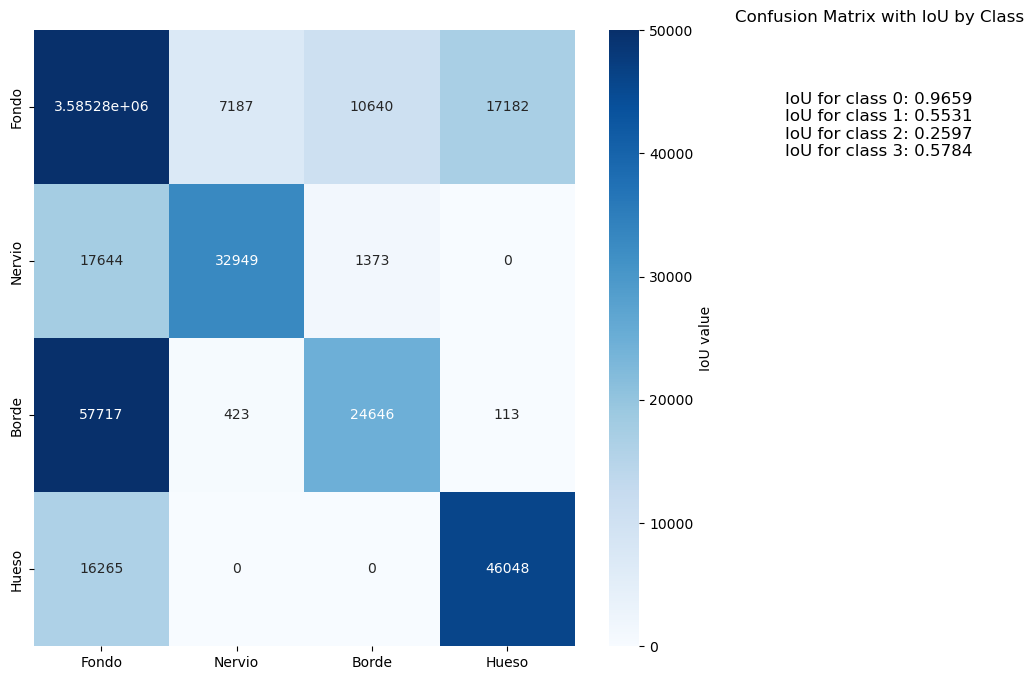 Confusion Matrix with IoU by Class
IoU for class 0: 0.9659
IoU for class 1: 0.5531
IoU for class 2: 0.2597
IoU for class 3: 0.5784
Fondo
3.58528e+06 7187 10640 17182
Nervio
17644 32949 1373 0
Borde
57717 423 24646 113
Hueso
16265 0 0 46048
Fondo Nervio Borde Hueso
50000
40000
30000
20000
10000
0
IoU value